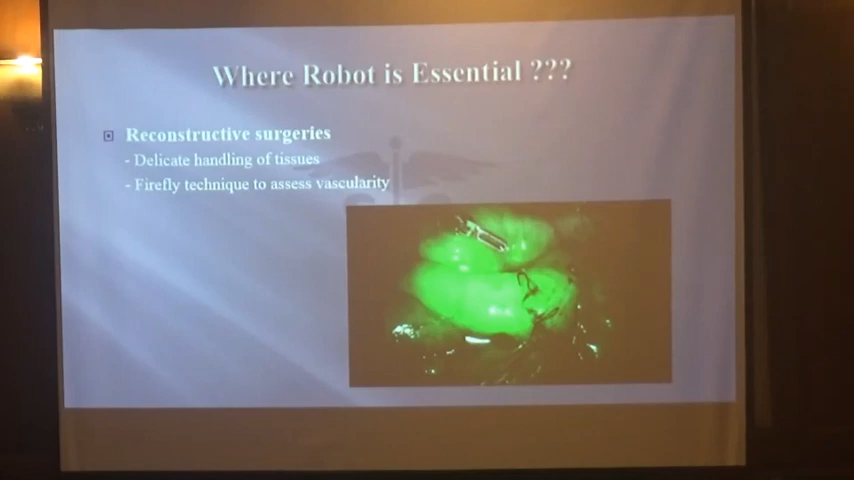 Where Robot is Essential ???
Reconstructive surgeries
- Delicate handling of tissues
- Firefly technique to assess vascularity